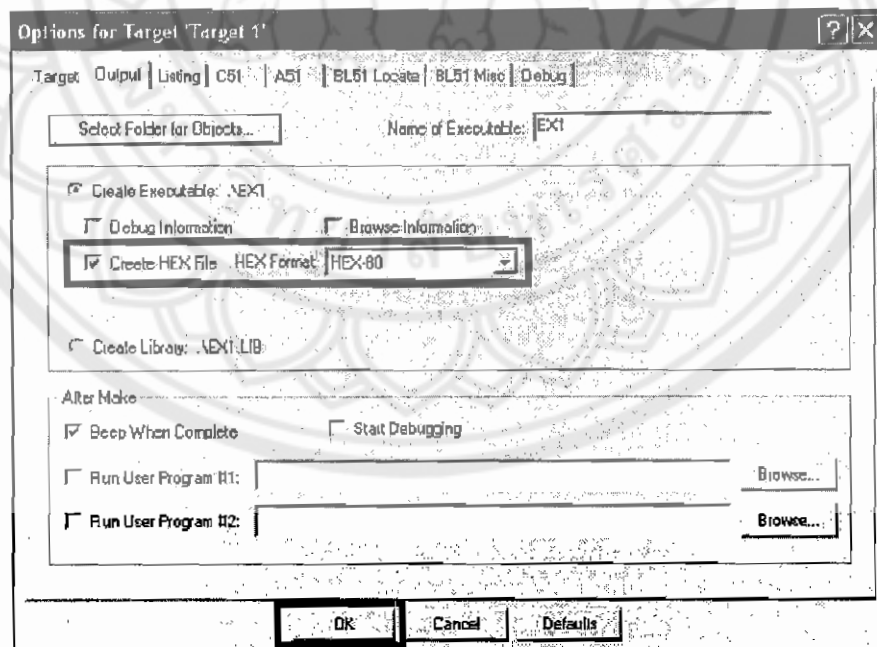 Options for Target 'Target 1'
Target Output Listing C51 A51 BL51 Locate BL51 Misc Debug
Select Folder for Objects... Name of Executable: EX1
Create Executable: .\EX1
Debug Information Browse Information
Create HEX File HEX Format: HEX-80
Create Library: .\EX1.LIB
After Make
Beep When Complete Start Debugging
Run User Program #1: Browse...
Run User Program #2: Browse...
OK Cancel Defaults